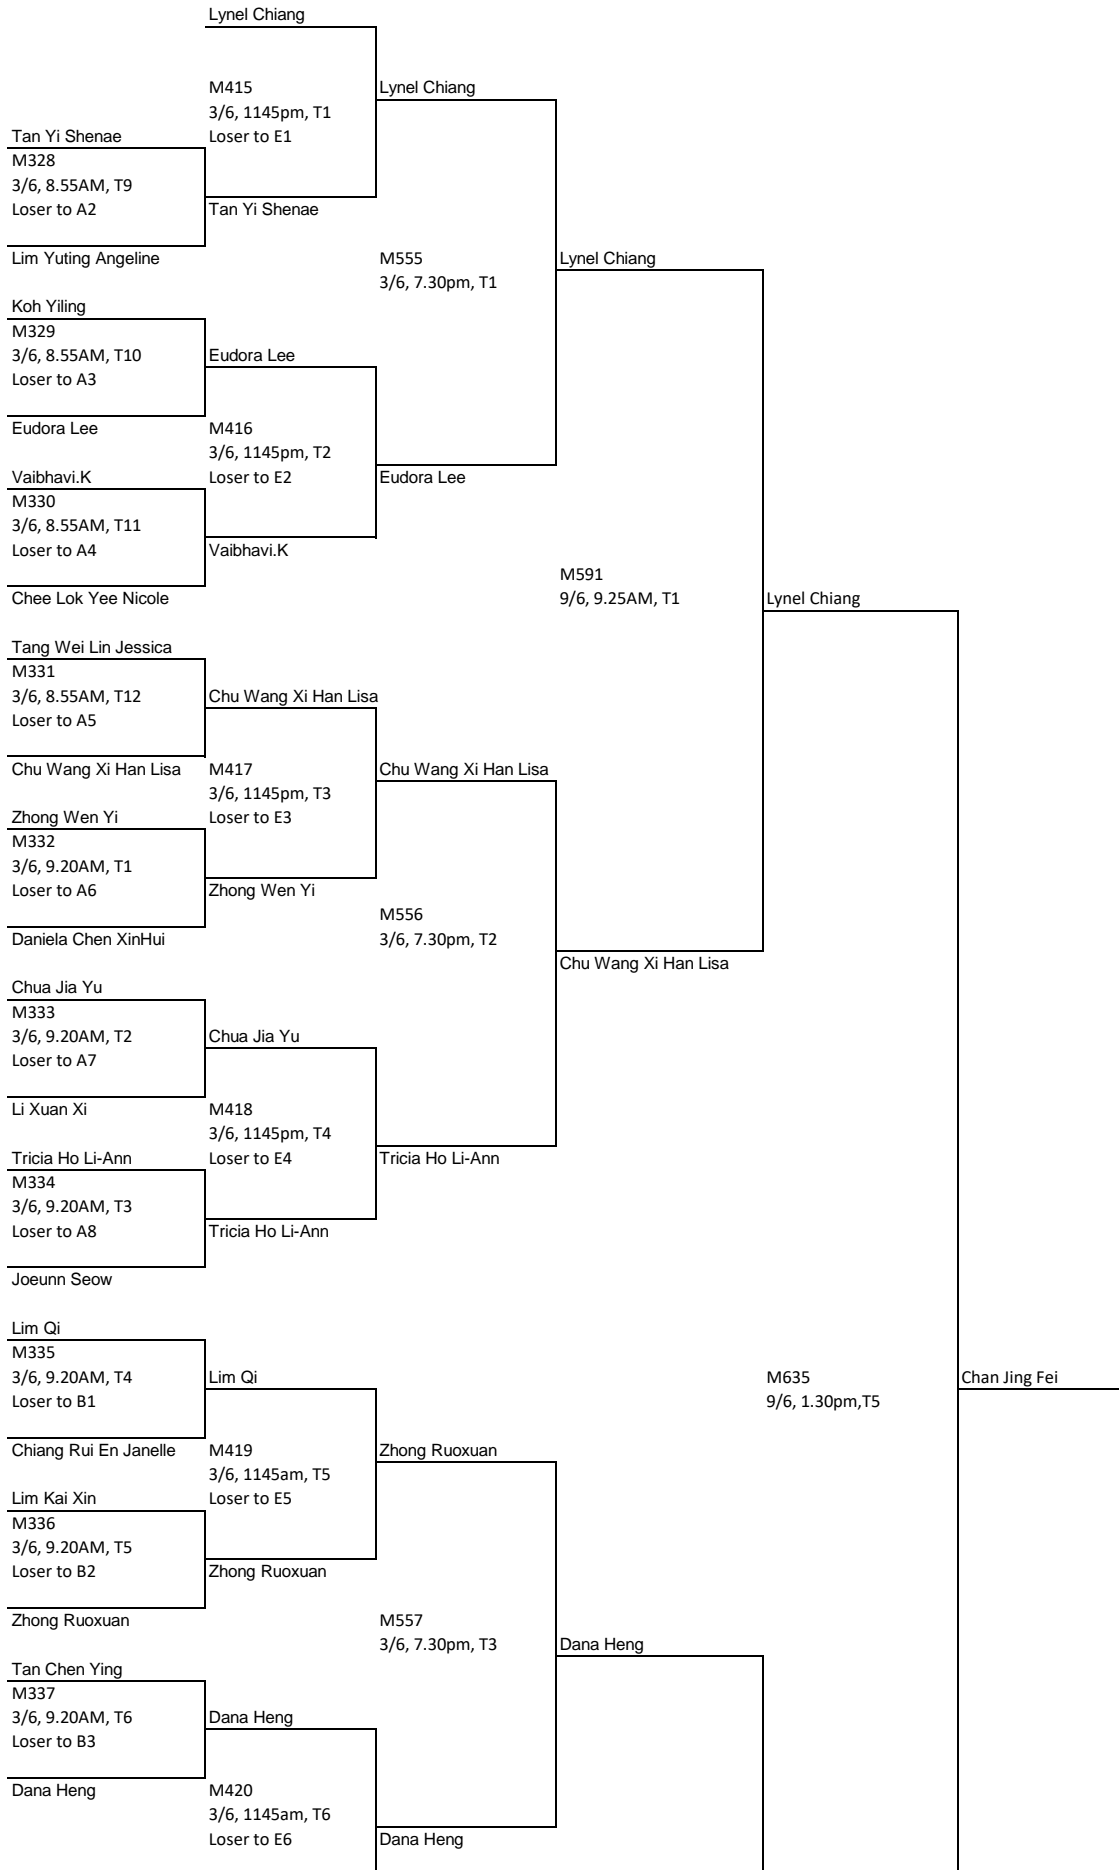 Lynel Chiang
M415
3/6, 1145pm, T1
Loser to E1
Lynel Chiang
Tan Yi Shenae
M328
3/6, 8.55AM, T9
Loser to A2
Tan Yi Shenae
Lim Yuting Angeline
M555
3/6, 7.30pm, T1
Lynel Chiang
Koh Yiling
M329
3/6, 8.55AM, T10
Loser to A3
Eudora Lee
Eudora Lee
M416
3/6, 1145pm, T2
Loser to E2
Eudora Lee
Vaibhavi.K
M330
3/6, 8.55AM, T11
Loser to A4
Vaibhavi.K
Chee Lok Yee Nicole
M591
9/6, 9.25AM, T1
Lynel Chiang
Tang Wei Lin Jessica
M331
3/6, 8.55AM, T12
Loser to A5
Chu Wang Xi Han Lisa
Chu Wang Xi Han Lisa
M417
3/6, 1145pm, T3
Loser to E3
Chu Wang Xi Han Lisa
Zhong Wen Yi
M332
3/6, 9.20AM, T1
Loser to A6
Zhong Wen Yi
Daniela Chen XinHui
M556
3/6, 7.30pm, T2
Chu Wang Xi Han Lisa
Chua Jia Yu
M333
3/6, 9.20AM, T2
Loser to A7
Chua Jia Yu
Li Xuan Xi
M418
3/6, 1145pm, T4
Loser to E4
Tricia Ho Li-Ann
Tricia Ho Li-Ann
M334
3/6, 9.20AM, T3
Loser to A8
Tricia Ho Li-Ann
Joeunn Seow
Lim Qi
M335
3/6, 9.20AM, T4
Loser to B1
Lim Qi
M635
9/6, 1.30pm,T5
Chan Jing Fei
Chiang Rui En Janelle
M419
3/6, 1145am, T5
Loser to E5
Zhong Ruoxuan
Lim Kai Xin
M336
3/6, 9.20AM, T5
Loser to B2
Zhong Ruoxuan
Zhong Ruoxuan
M557
3/6, 7.30pm, T3
Dana Heng
Tan Chen Ying
M337
3/6, 9.20AM, T6
Loser to B3
Dana Heng
Dana Heng
M420
3/6, 1145am, T6
Loser to E6
Dana Heng